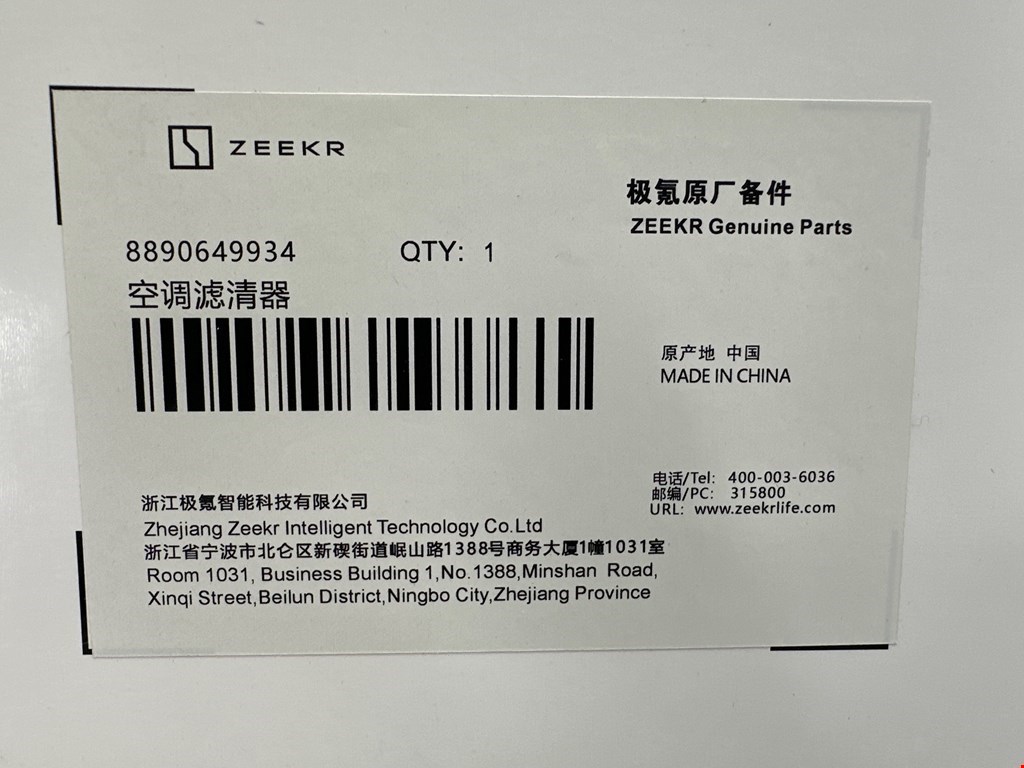 ZEEKR
极氪原厂备件
ZEEKR Genuine Parts
8890649934 QTY: 1
空调滤清器
原产地 中国
MADE IN CHINA
电话/Tel: 400-003-6036
邮编/PC: 315800
URL: www.zeekrlife.com
浙江极氪智能科技有限公司
Zhejiang Zeekr Intelligent Technology Co.Ltd
浙江省宁波市北仑区新碶街道岷山路1388号商务大厦1幢1031室
Room 1031, Business Building 1,No.1388,Minshan Road,
Xinqi Street,Beilun District,Ningbo City,Zhejiang Province